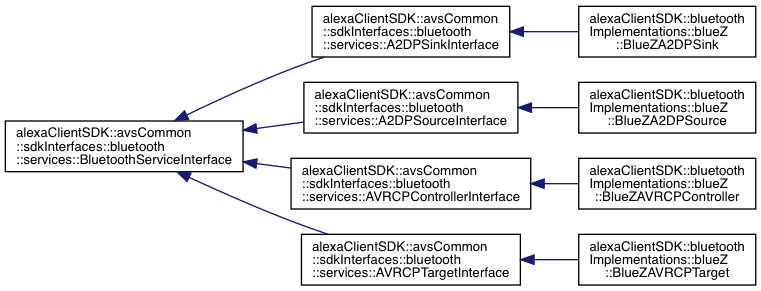 alexaClientSDK::avsCommon
::sdkInterfaces::bluetooth
::services::A2DPSinkInterface
alexaClientSDK::bluetooth
Implementations::blueZ
::BlueZA2DPSink
alexaClientSDK::avsCommon
::sdkInterfaces::bluetooth
::services::A2DPSourceInterface
alexaClientSDK::bluetooth
Implementations::blueZ
::BlueZA2DPSource
alexaClientSDK::avsCommon
::sdkInterfaces::bluetooth
::services::BluetoothServiceInterface
alexaClientSDK::avsCommon
::sdkInterfaces::bluetooth
::services::AVRCPControllerInterface
alexaClientSDK::bluetooth
Implementations::blueZ
::BlueZAVRCPController
alexaClientSDK::avsCommon
::sdkInterfaces::bluetooth
::services::AVRCPTargetInterface
alexaClientSDK::bluetooth
Implementations::blueZ
::BlueZAVRCPTarget